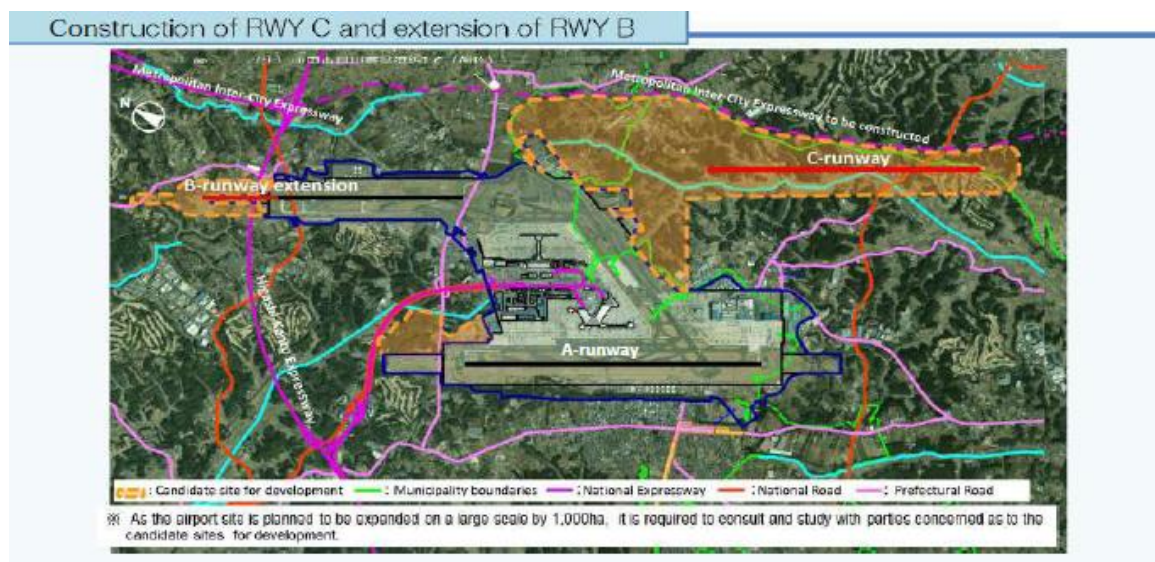 Construction of RWY C and extension of RWY B
Metropolitan Inter-City Expressway
Metropolitan Inter-City Expressway to be constructed
N
C-runway
B-runway extension
Higashi-Kanto Expressway
A-runway
: Candidate site for development : Municipality boundaries : National Expressway : National Road : Prefectural Road
※ As the airport site is planned to be expanded on a large scale by 1,000ha, it is required to consult and study with parties concerned as to the
candidate sites for development.